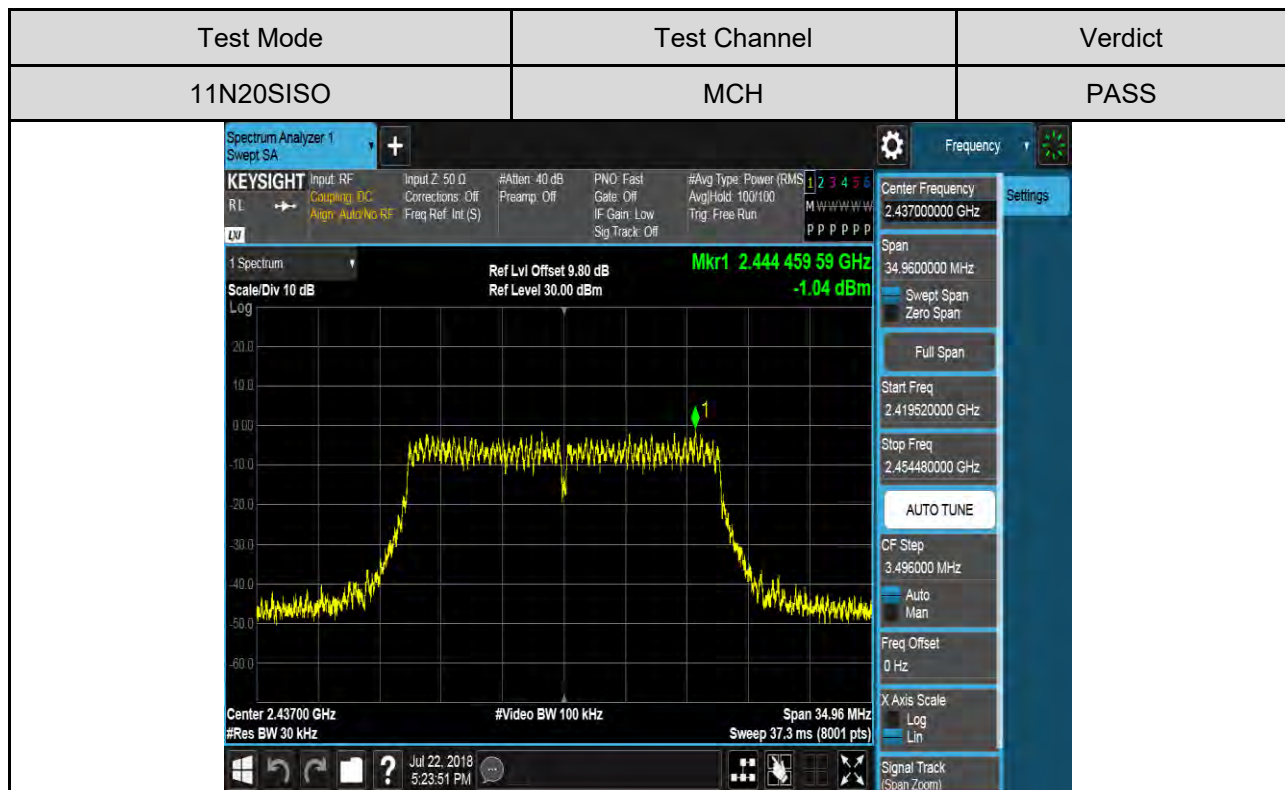 Test Mode Test Channel Verdict
11N20SISO MCH PASS
Spectrum Analyzer 1
Swept SA
+
Frequency
KEYSIGHT
RL
LXI
Input: RF
Coupling: DC
Align: Auto/No RF
Input Z: 50 Ω
Corrections: Off
Freq Ref: Int (S)
#Atten: 40 dB
Preamp: Off
PNO: Fast
Gate: Off
IF Gain: Low
Sig Track: Off
#Avg Type: Power (RMS
Avg|Hold: 100/100
Trig: Free Run
1 2 3 4 5 6
M W W W W W
P P P P P P
1 Spectrum
Scale/Div 10 dB
Ref Lvl Offset 9.80 dB
Ref Level 30.00 dBm
Mkr1 2.444 459 59 GHz
-1.04 dBm
Log
20.0
10.0
0.00
-10.0
-20.0
-30.0
-40.0
-50.0
-60.0
1
Center 2.43700 GHz
#Res BW 30 kHz
#Video BW 100 kHz
Span 34.96 MHz
Sweep 37.3 ms (8001 pts)
?
Jul 22, 2018
5:23:51 PM
Center Frequency
2.437000000 GHz
Settings
Span
34.9600000 MHz
Swept Span
Zero Span
Full Span
Start Freq
2.419520000 GHz
Stop Freq
2.454480000 GHz
AUTO TUNE
CF Step
3.496000 MHz
Auto
Man
Freq Offset
0 Hz
X Axis Scale
Log
Lin
Signal Track
(Span Zoom)